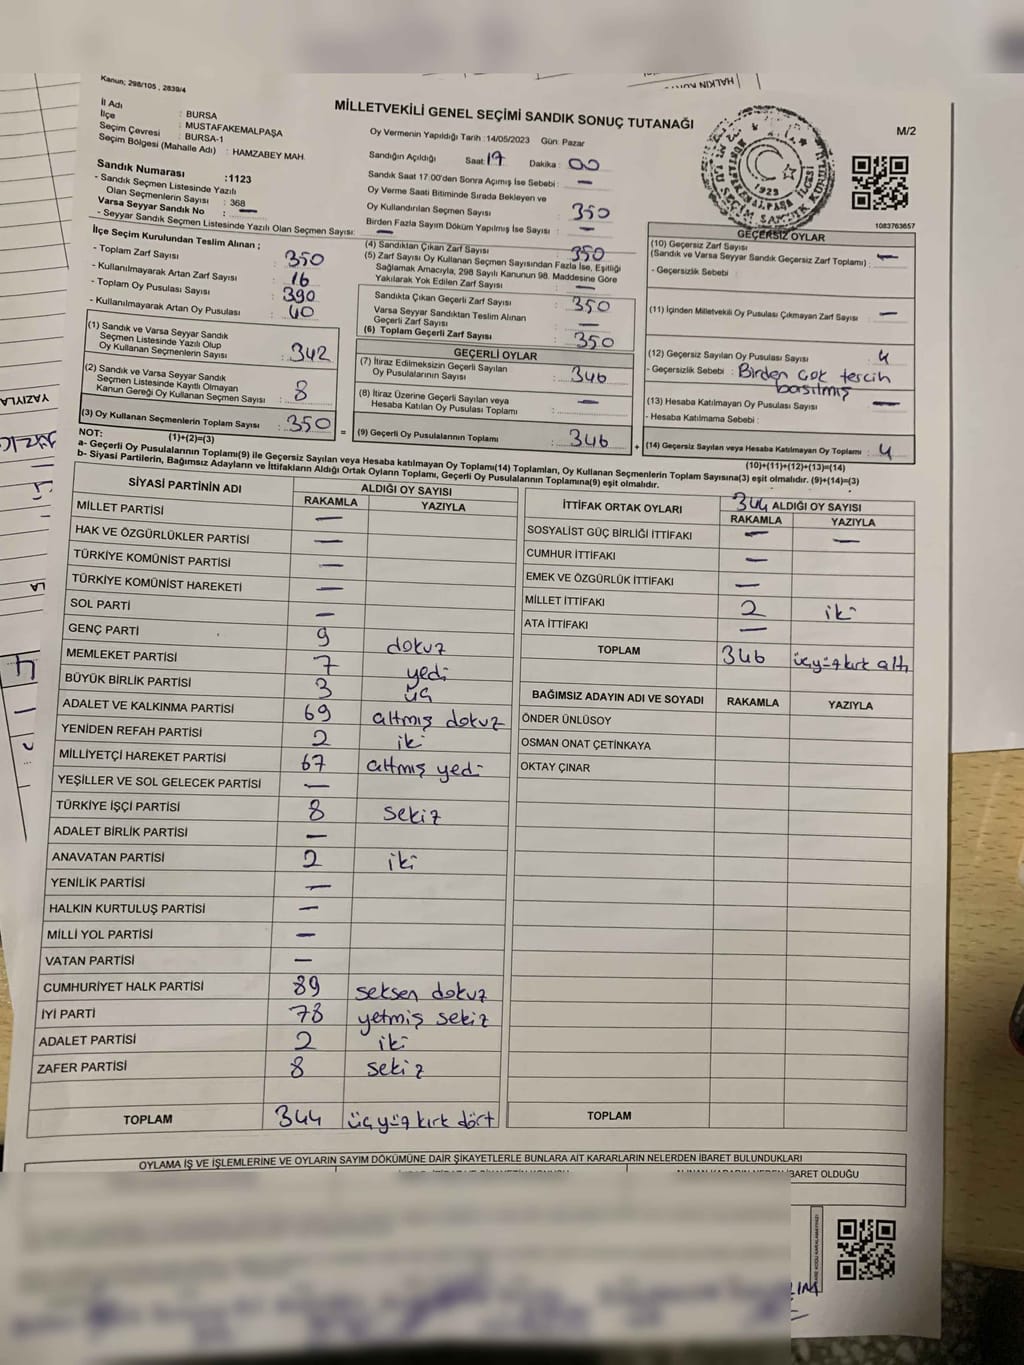 Kanun; 298/105 , 2839/4
HALKIN KURT
MİLLETVEKİLİ GENEL SEÇİMİ SANDIK SONUÇ TUTANAĞI
M/2
İl Adı : BURSA
İlçe : MUSTAFAKEMALPAŞA
Seçim Çevresi : BURSA-1
Seçim Bölgesi (Mahalle Adı) : HAMZABEY MAH.
Sandık Numarası :1123
- Sandık Seçmen Listesinde Yazılı
Olan Seçmenlerin Sayısı : 368
Varsa Seyyar Sandık No : —
- Seyyar Sandık Seçmen Listesinde Yazılı Olan Seçmen Sayısı: —
İlçe Seçim Kurulundan Teslim Alınan ;
- Toplam Zarf Sayısı : 350
- Kullanılmayarak Artan Zarf Sayısı : 16
- Toplam Oy Pusulası Sayısı : 390
- Kullanılmayarak Artan Oy Pusulası : 40
(1) Sandık ve Varsa Seyyar Sandık
Seçmen Listesinde Yazılı Olup
Oy Kullanan Seçmenlerin Sayısı : 342
(2) Sandık ve Varsa Seyyar Sandık
Seçmen Listesinde Kayıtlı Olmayan
Kanun Gereği Oy Kullanan Seçmen Sayısı : 8
(3) Oy Kullanan Seçmenlerin Toplam Sayısı : 350
(1)+(2)=(3)
Oy Vermenin Yapıldığı Tarih : 14/05/2023 Gün: Pazar
Sandığın Açıldığı Saat: 17 Dakika : 00
Sandık Saat 17:00'den Sonra Açılmış İse Sebebi : —
Oy Verme Saati Bitiminde Sırada Bekleyen ve
Oy Kullandırılan Seçmen Sayısı : 350
Birden Fazla Sayım Döküm Yapılmış İse Sayısı : —
(4) Sandıktan Çıkan Zarf Sayısı : 350
(5) Zarf Sayısı Oy Kullanan Seçmen Sayısından Fazla İse, Eşitliği
Sağlamak Amacıyla, 298 Sayılı Kanunun 98. Maddesine Göre
Yakılarak Yok Edilen Zarf Sayısı : —
Sandıkta Çıkan Geçerli Zarf Sayısı : 350
Varsa Seyyar Sandıktan Teslim Alınan
Geçerli Zarf Sayısı : —
(6) Toplam Geçerli Zarf Sayısı : 350
GEÇERLİ OYLAR
(7) İtiraz Edilmeksizin Geçerli Sayılan
Oy Pusulalarının Sayısı : 346
(8) İtiraz Üzerine Geçerli Sayılan veya
Hesaba Katılan Oy Pusulası Toplamı : —
= (9) Geçerli Oy Pusulalarının Toplamı : 346
1923
1083763657
GEÇERSİZ OYLAR
(10) Geçersiz Zarf Sayısı
(Sandık ve Varsa Seyyar Sandık Geçersiz Zarf Toplamı) : —
- Geçersizlik Sebebi :
(11) İçinden Milletvekili Oy Pusulası Çıkmayan Zarf Sayısı : —
(12) Geçersiz Sayılan Oy Pusulası Sayısı : 4
- Geçersizlik Sebebi : Birden çok tercih
basılmış
(13) Hesaba Katılmayan Oy Pusulası Sayısı : —
- Hesaba Katılmama Sebebi :
+ (14) Geçersiz Sayılan veya Hesaba Katılmayan Oy Toplamı : 4
(10)+(11)+(12)+(13)=(14)
NOT:
a- Geçerli Oy Pusulalarının Toplamı(9) ile Geçersiz Sayılan veya Hesaba katılmayan Oy Toplamı(14) Toplamları, Oy Kullanan Seçmenlerin Toplam Sayısına(3) eşit olmalıdır. (9)+(14)=(3)
b- Siyasi Partilerin, Bağımsız Adayların ve İttifakların Aldığı Ortak Oyların Toplamı, Geçerli Oy Pusulalarının Toplamına(9) eşit olmalıdır.
SİYASİ PARTİNİN ADI
ALDIĞI OY SAYISI
RAKAMLA YAZIYLA
MİLLET PARTİSİ —
HAK VE ÖZGÜRLÜKLER PARTİSİ —
TÜRKİYE KOMÜNİST PARTİSİ —
TÜRKİYE KOMÜNİST HAREKETİ —
SOL PARTİ —
GENÇ PARTİ 9 dokuz
MEMLEKET PARTİSİ 7 yedi
BÜYÜK BİRLİK PARTİSİ 3 üç
ADALET VE KALKINMA PARTİSİ 69 altmış dokuz
YENİDEN REFAH PARTİSİ 2 iki
MİLLİYETÇİ HAREKET PARTİSİ 67 altmış yedi
YEŞİLLER VE SOL GELECEK PARTİSİ —
TÜRKİYE İŞÇİ PARTİSİ 8 sekiz
ADALET BİRLİK PARTİSİ —
ANAVATAN PARTİSİ 2 iki
YENİLİK PARTİSİ —
HALKIN KURTULUŞ PARTİSİ —
MİLLİ YOL PARTİSİ —
VATAN PARTİSİ —
CUMHURİYET HALK PARTİSİ 89 seksen dokuz
İYİ PARTİ 78 yetmiş sekiz
ADALET PARTİSİ 2 iki
ZAFER PARTİSİ 8 sekiz
TOPLAM 344 üçyüz kırk dört
İTTİFAK ORTAK OYLARI
344 ALDIĞI OY SAYISI
RAKAMLA YAZIYLA
SOSYALİST GÜÇ BİRLİĞİ İTTİFAKI — —
CUMHUR İTTİFAKI —
EMEK VE ÖZGÜRLÜK İTTİFAKI —
MİLLET İTTİFAKI 2 iki
ATA İTTİFAKI —
TOPLAM 346 üçyüz kırk altı
BAĞIMSIZ ADAYIN ADI VE SOYADI RAKAMLA YAZIYLA
ÖNDER ÜNLÜSOY
OSMAN ONAT ÇETİNKAYA
OKTAY ÇINAR
TOPLAM
OYLAMA İŞ VE İŞLEMLERİNE VE OYLARIN SAYIM DÖKÜMÜNE DAİR ŞİKAYETLERLE BUNLARA AİT KARARLARIN NELERDEN İBARET BULUNDUKLARI
İBARET OLDUĞU